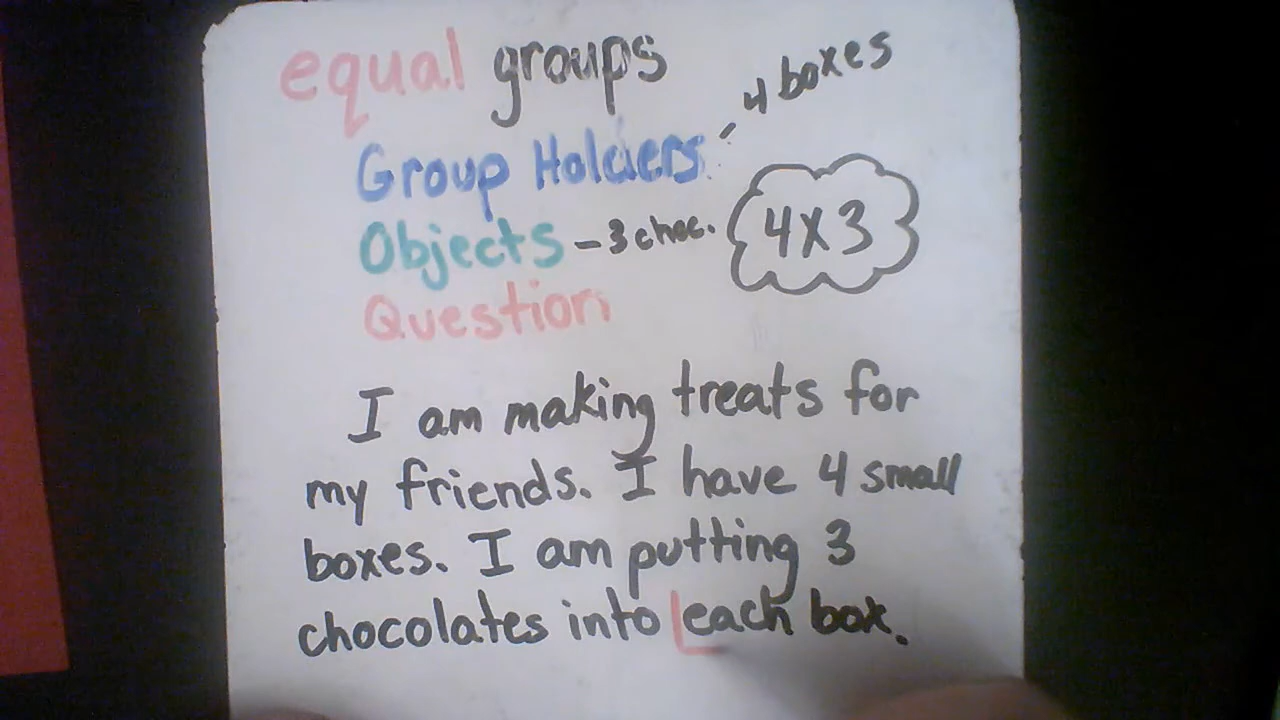 equal groups
Group Holders - 4 boxes
Objects - 3 choc.
4x3
Question
I am making treats for
my friends. I have 4 small
boxes. I am putting 3
chocolates into each box.